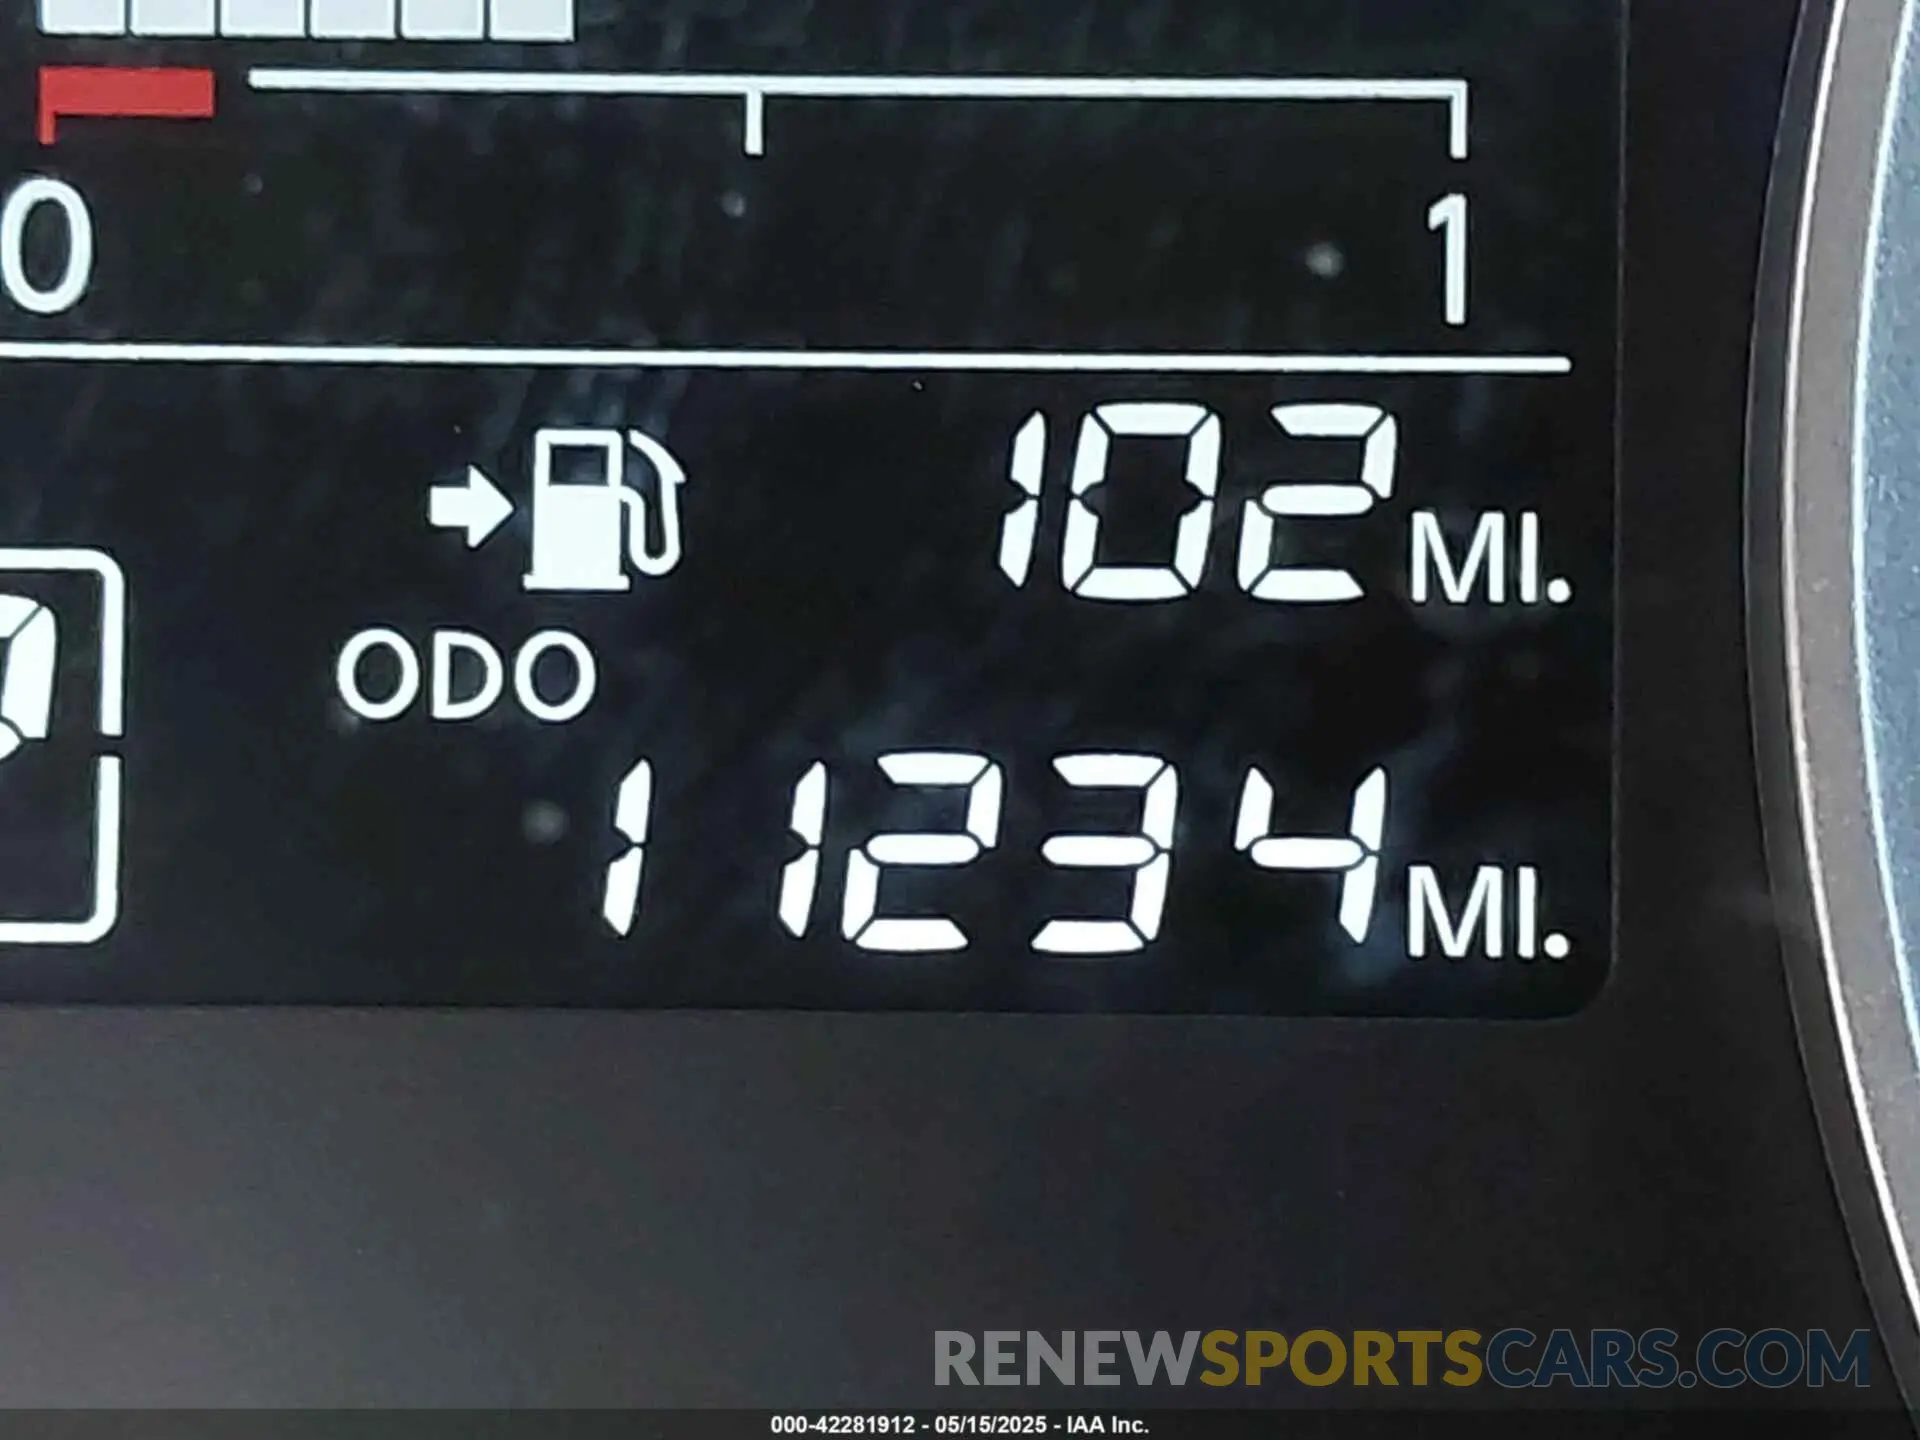 0 1
102 MI.
ODO
11234 MI.
RENEWSPORTSCARS.COM
000-42281912 - 05/15/2025 - IAA Inc.